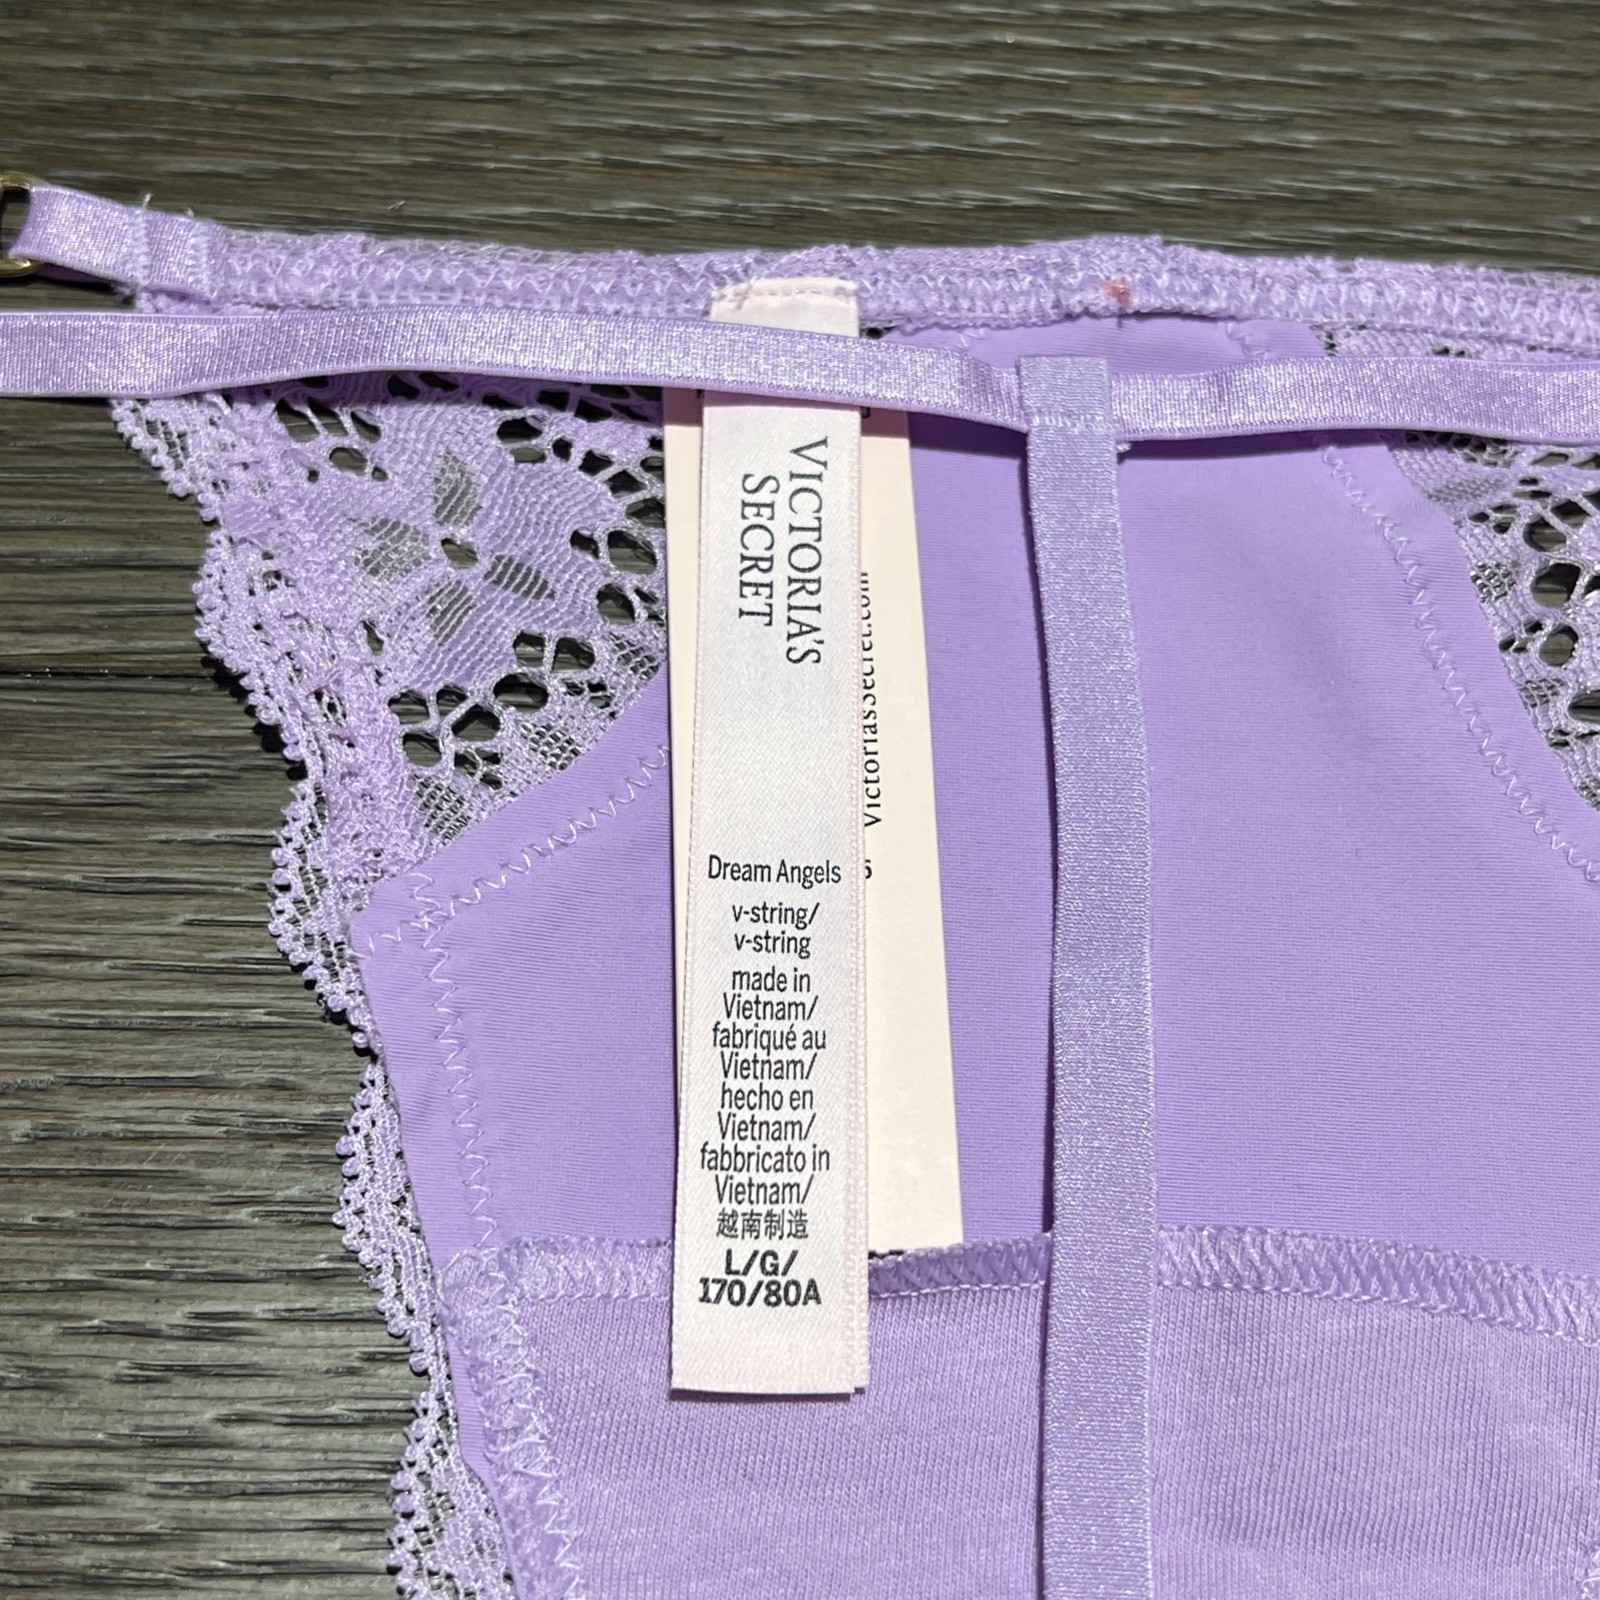 VICTORIA'S
SECRET
Dream Angels
v-string/
v-string
made in
Vietnam/
fabriqué au
Vietnam/
hecho en
Vietnam/
fabbricato in
Vietnam/
越南制造
L/G/
170/80A
VictoriasSecret.com